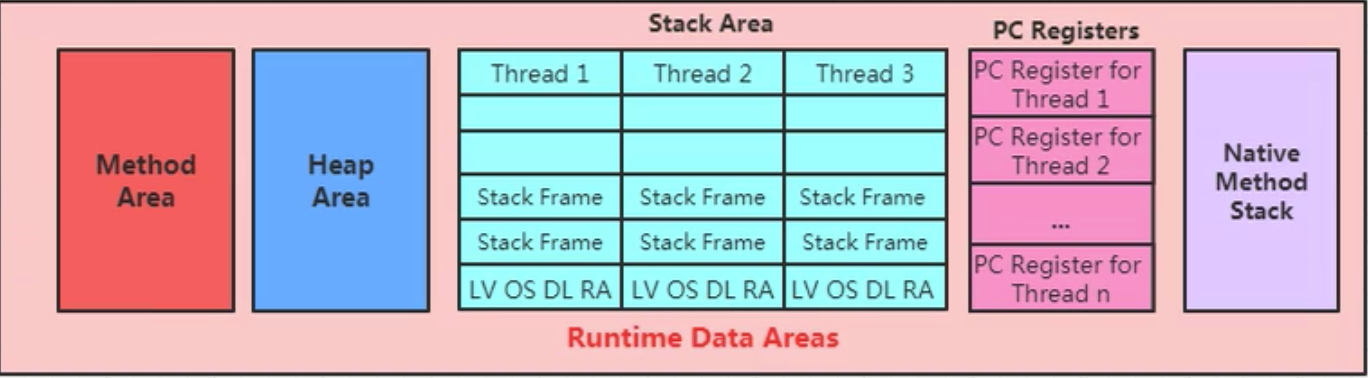 Method
Area
Heap
Area
Stack Area
Thread 1 Thread 2 Thread 3
Stack Frame Stack Frame Stack Frame
Stack Frame Stack Frame Stack Frame
LV OS DL RA LV OS DL RA LV OS DL RA
PC Registers
PC Register for
Thread 1
PC Register for
Thread 2
...
PC Register for
Thread n
Native
Method
Stack
Runtime Data Areas